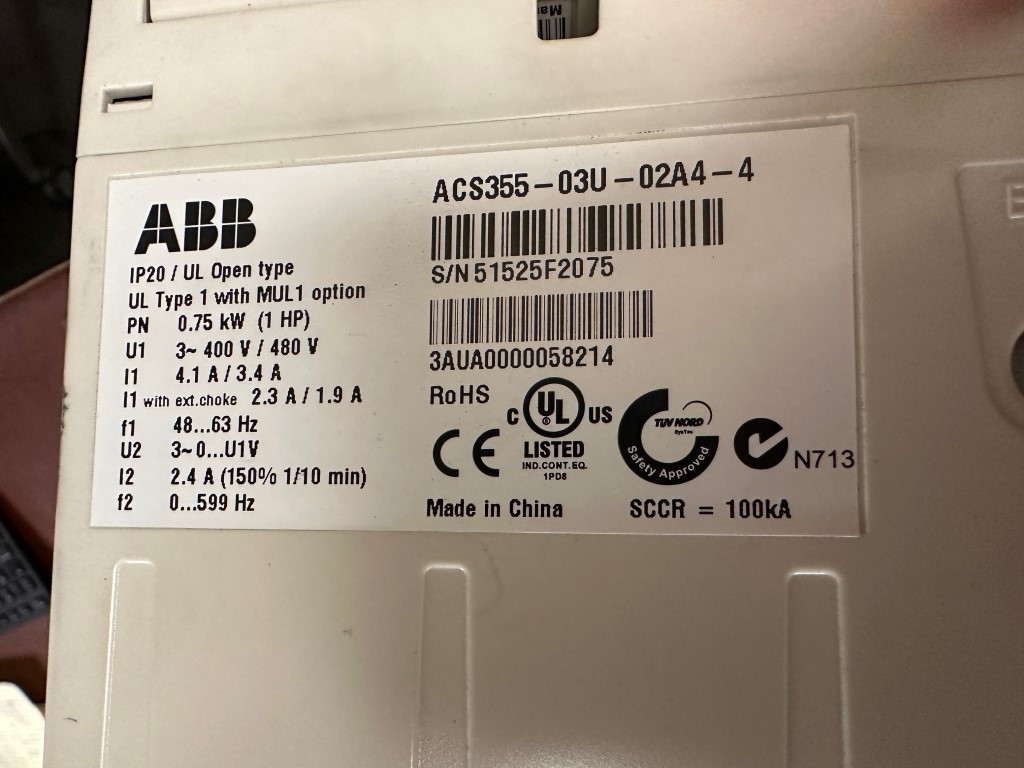 ABB
IP20 / UL Open type
UL Type 1 with MUL1 option
PN 0.75 kW (1 HP)
U1 3~ 400 V / 480 V
I1 4.1 A / 3.4 A
I1 with ext.choke 2.3 A / 1.9 A
f1 48...63 Hz
U2 3~0...U1V
I2 2.4 A (150% 1/10 min)
f2 0...599 Hz
ACS355-03U-02A4-4
S/N 51525F2075
3AUA0000058214
RoHS
CE
C UL US
®
LISTED
IND.CONT.EQ.
1PD8
TÜV NORD
SysTec
Safety Approved
N713
Made in China
SCCR = 100kA
Ma